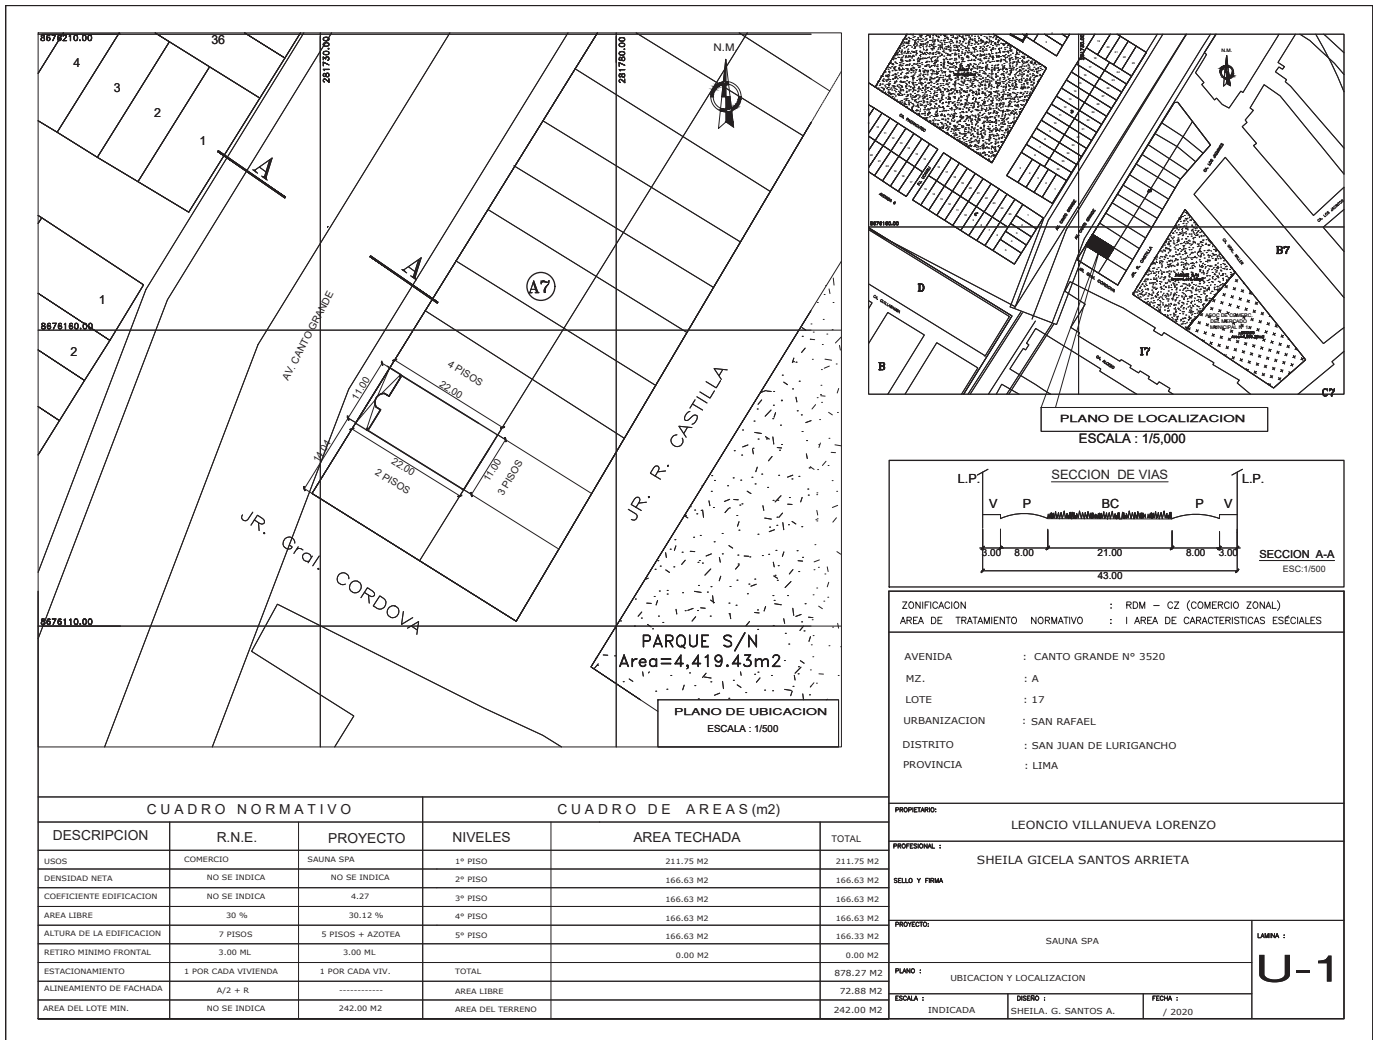 8676210.00
36
4
3
2
1
281730.00
281780.00
N.M.
A
A
A7
1
8676160.00
2
AV. CANTO GRANDE
4 PISOS
22.00
11.00
14.04
22.00
2 PISOS
11.00
3 PISOS
JR. R. CASTILLA
JR. Gral. CORDOVA
8676110.00
PARQUE S/N
Area=4,419.43m2
PLANO DE UBICACION
ESCALA : 1/500
N.M.
8676160.00
D
B
B7
I7
C7
PLANO DE LOCALIZACION
ESCALA : 1/5,000
L.P. SECCION DE VIAS L.P.
V P BC P V
3.00 8.00 21.00 8.00 3.00
43.00
SECCION A-A
ESC:1/500
ZONIFICACION : RDM - CZ (COMERCIO ZONAL)
AREA DE TRATAMIENTO NORMATIVO : I AREA DE CARACTERISTICAS ESÉCIALES
AVENIDA : CANTO GRANDE N° 3520
MZ. : A
LOTE : 17
URBANIZACION : SAN RAFAEL
DISTRITO : SAN JUAN DE LURIGANCHO
PROVINCIA : LIMA
PROPIETARIO:
LEONCIO VILLANUEVA LORENZO
PROFESIONAL :
SHEILA GICELA SANTOS ARRIETA
SELLO Y FIRMA
PROYECTO:
SAUNA SPA
PLANO :
UBICACION Y LOCALIZACION
ESCALA :
INDICADA
DISEÑO :
SHEILA. G. SANTOS A.
FECHA :
/ 2020
LAMINA :
U-1
CUADRO NORMATIVO CUADRO DE AREAS (m2)
DESCRIPCION R.N.E. PROYECTO NIVELES AREA TECHADA TOTAL
USOS COMERCIO SAUNA SPA 1° PISO 211.75 M2 211.75 M2
DENSIDAD NETA NO SE INDICA NO SE INDICA 2° PISO 166.63 M2 166.63 M2
COEFICIENTE EDIFICACION NO SE INDICA 4.27 3° PISO 166.63 M2 166.63 M2
AREA LIBRE 30 % 30.12 % 4° PISO 166.63 M2 166.63 M2
ALTURA DE LA EDIFICACION 7 PISOS 5 PISOS + AZOTEA 5° PISO 166.63 M2 166.33 M2
RETIRO MINIMO FRONTAL 3.00 ML 3.00 ML 0.00 M2 0.00 M2
ESTACIONAMIENTO 1 POR CADA VIVIENDA 1 POR CADA VIV. TOTAL 878.27 M2
ALINEAMIENTO DE FACHADA A/2 + R ------------ AREA LIBRE 72.88 M2
AREA DEL LOTE MIN. NO SE INDICA 242.00 M2 AREA DEL TERRENO 242.00 M2